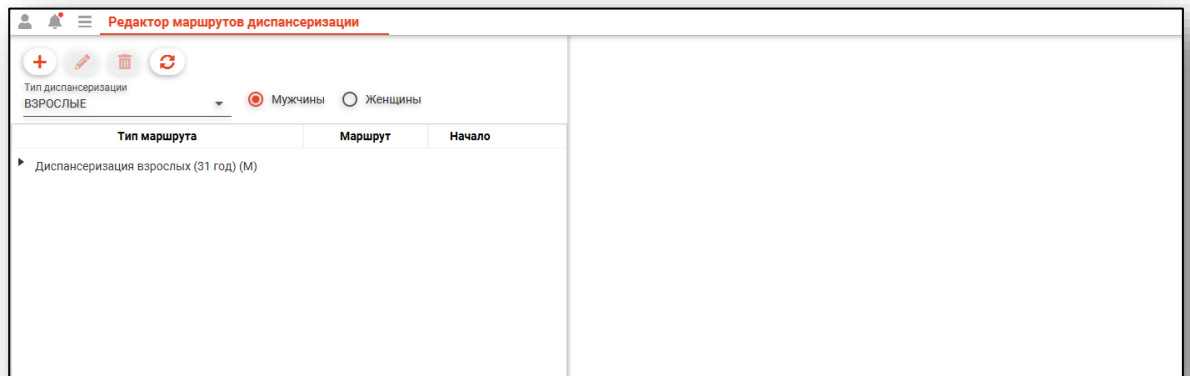 Редактор маршрутов диспансеризации
Тип диспансеризации
ВЗРОСЛЫЕ
Мужчины Женщины
Тип маршрута Маршрут Начало
Диспансеризация взрослых (31 год) (М)